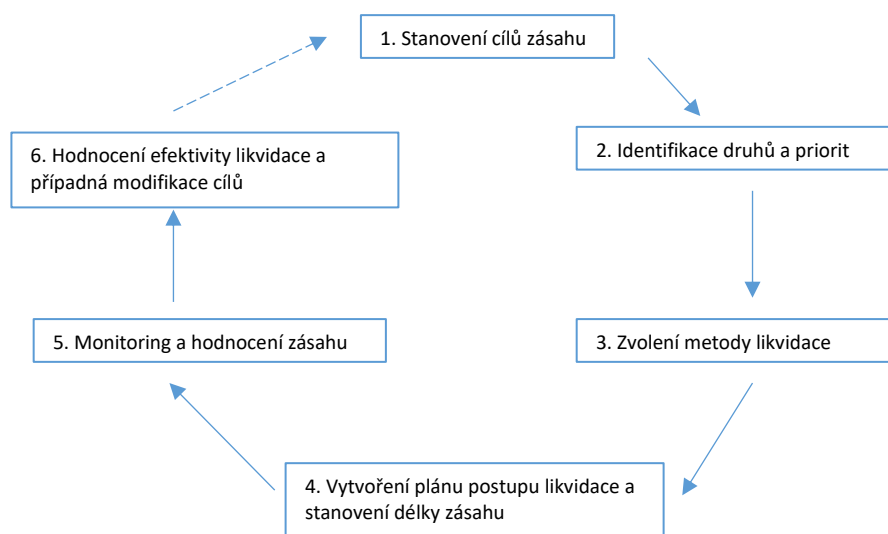 1. Stanovení cílů zásahu
2. Identifikace druhů a priorit
3. Zvolení metody likvidace
4. Vytvoření plánu postupu likvidace a
stanovení délky zásahu
5. Monitoring a hodnocení zásahu
6. Hodnocení efektivity likvidace a
případná modifikace cílů